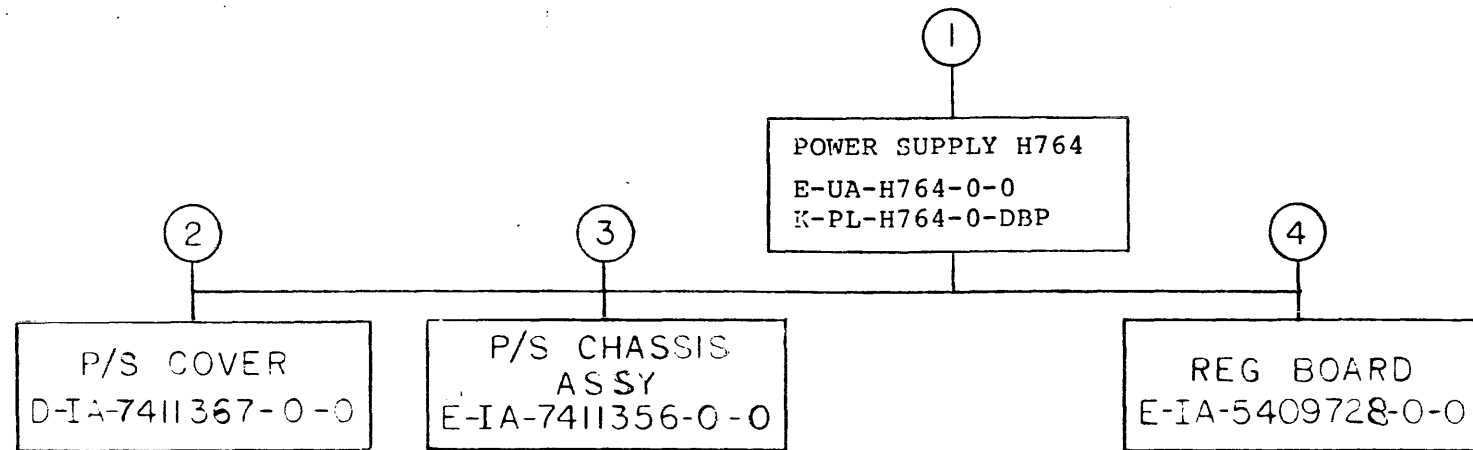 1
POWER SUPPLY H764
E-UA-H764-0-0
K-PL-H764-0-DBP
2
3
4
P/S COVER
D-IA-7411367-0-0
P/S CHASSIS
ASSY
E-IA-7411356-0-0
REG BOARD
E-IA-5409728-0-0